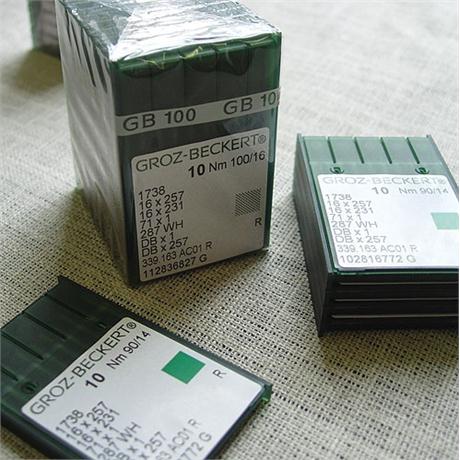 GB 100 GB 10
GROZ-BECKERT®
10 Nm 100/16
1738
16 x 257
16 x 231
71 x 1
287 WH
DB x 1
DB x 257
339.163 AC01 R
112836827 G
R
10 Nm 90/14
1738
16 x 257
16 x 231
71 x 1
287 WH
DB x 1
DB x 257
339.163 AC01 R
102816772 G
GROZ-BECKERT®
10 Nm 90/14
1738
16 x 257
16 x 231
71 x 1
WH
x 1
x 257
AC01 R
772 G
R